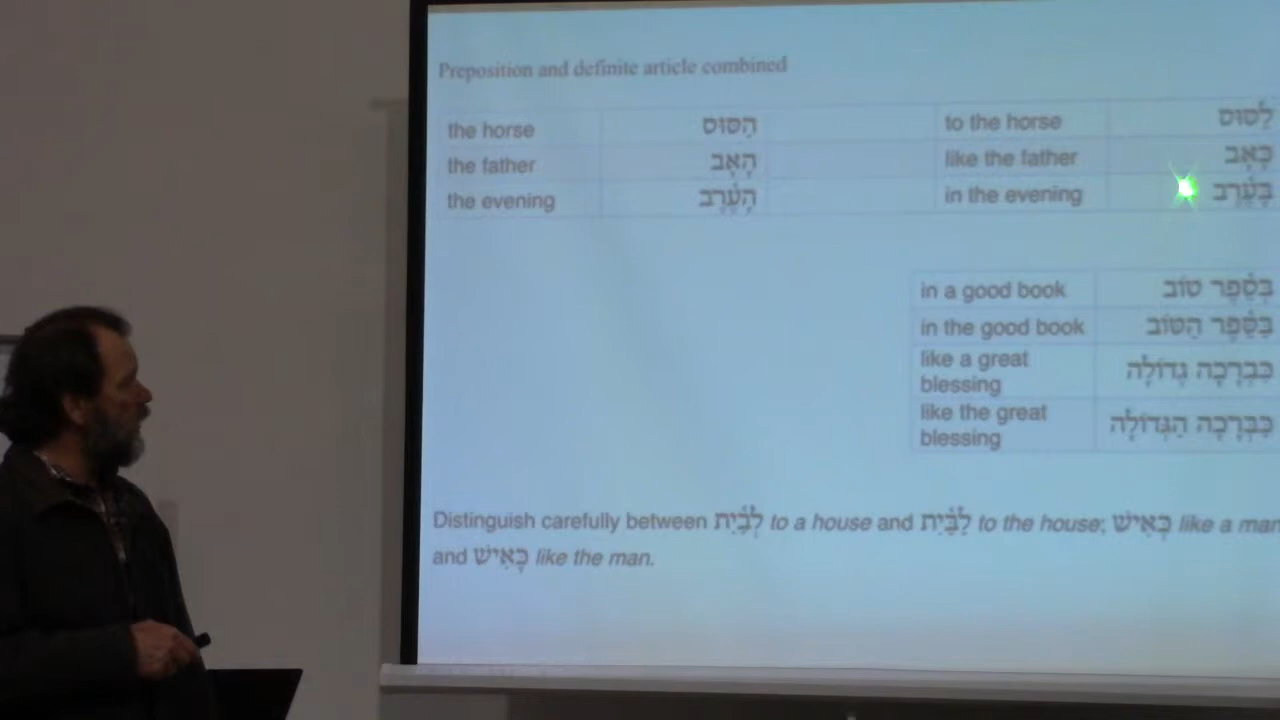 Preposition and definite article combined
the horse הַסּוּס to the horse לַסּוּס
the father הָאָב like the father כָּאָב
the evening הָעֶ֫רֶב in the evening בָּעֶ֫רֶב
in a good book בְּסֵ֫פֶר טוֹב
in the good book בַּסֵּ֫פֶר הַטּוֹב
like a great
blessing כִּבְרָכָה גְדוֹלָה
like the great
blessing כַּבְּרָכָה הַגְּדוֹלָה
Distinguish carefully between לְבַ֫יִת to a house and לַבַּ֫יִת to the house; כְּאִישׁ like a man
and כָּאִישׁ like the man.